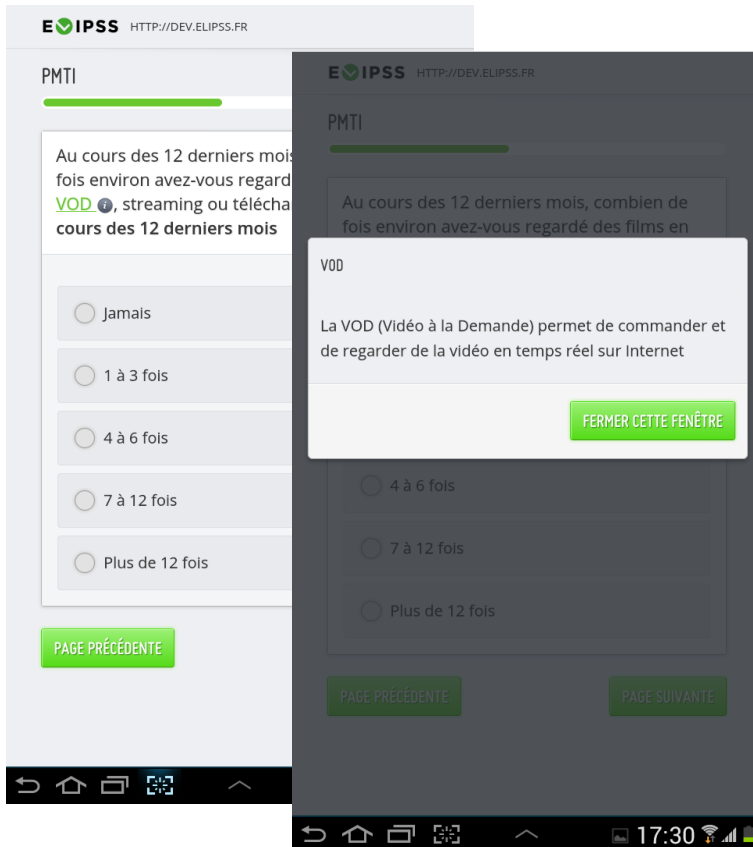 ELIPSS HTTP://DEV.ELIPSS.FR
PMTI
Au cours des 12 derniers mois
fois environ avez-vous regard
VOD, streaming ou télécha
cours des 12 derniers mois
Jamais
1 à 3 fois
4 à 6 fois
7 à 12 fois
Plus de 12 fois
PAGE PRÉCÉDENTE
ELIPSS HTTP://DEV.ELIPSS.FR
PMTI
Au cours des 12 derniers mois, combien de
fois environ avez-vous regardé des films en
VOD
La VOD (Vidéo à la Demande) permet de commander et
de regarder de la vidéo en temps réel sur Internet
FERMER CETTE FENÊTRE
4 à 6 fois
7 à 12 fois
Plus de 12 fois
PAGE PRÉCÉDENTE PAGE SUIVANTE
17:30